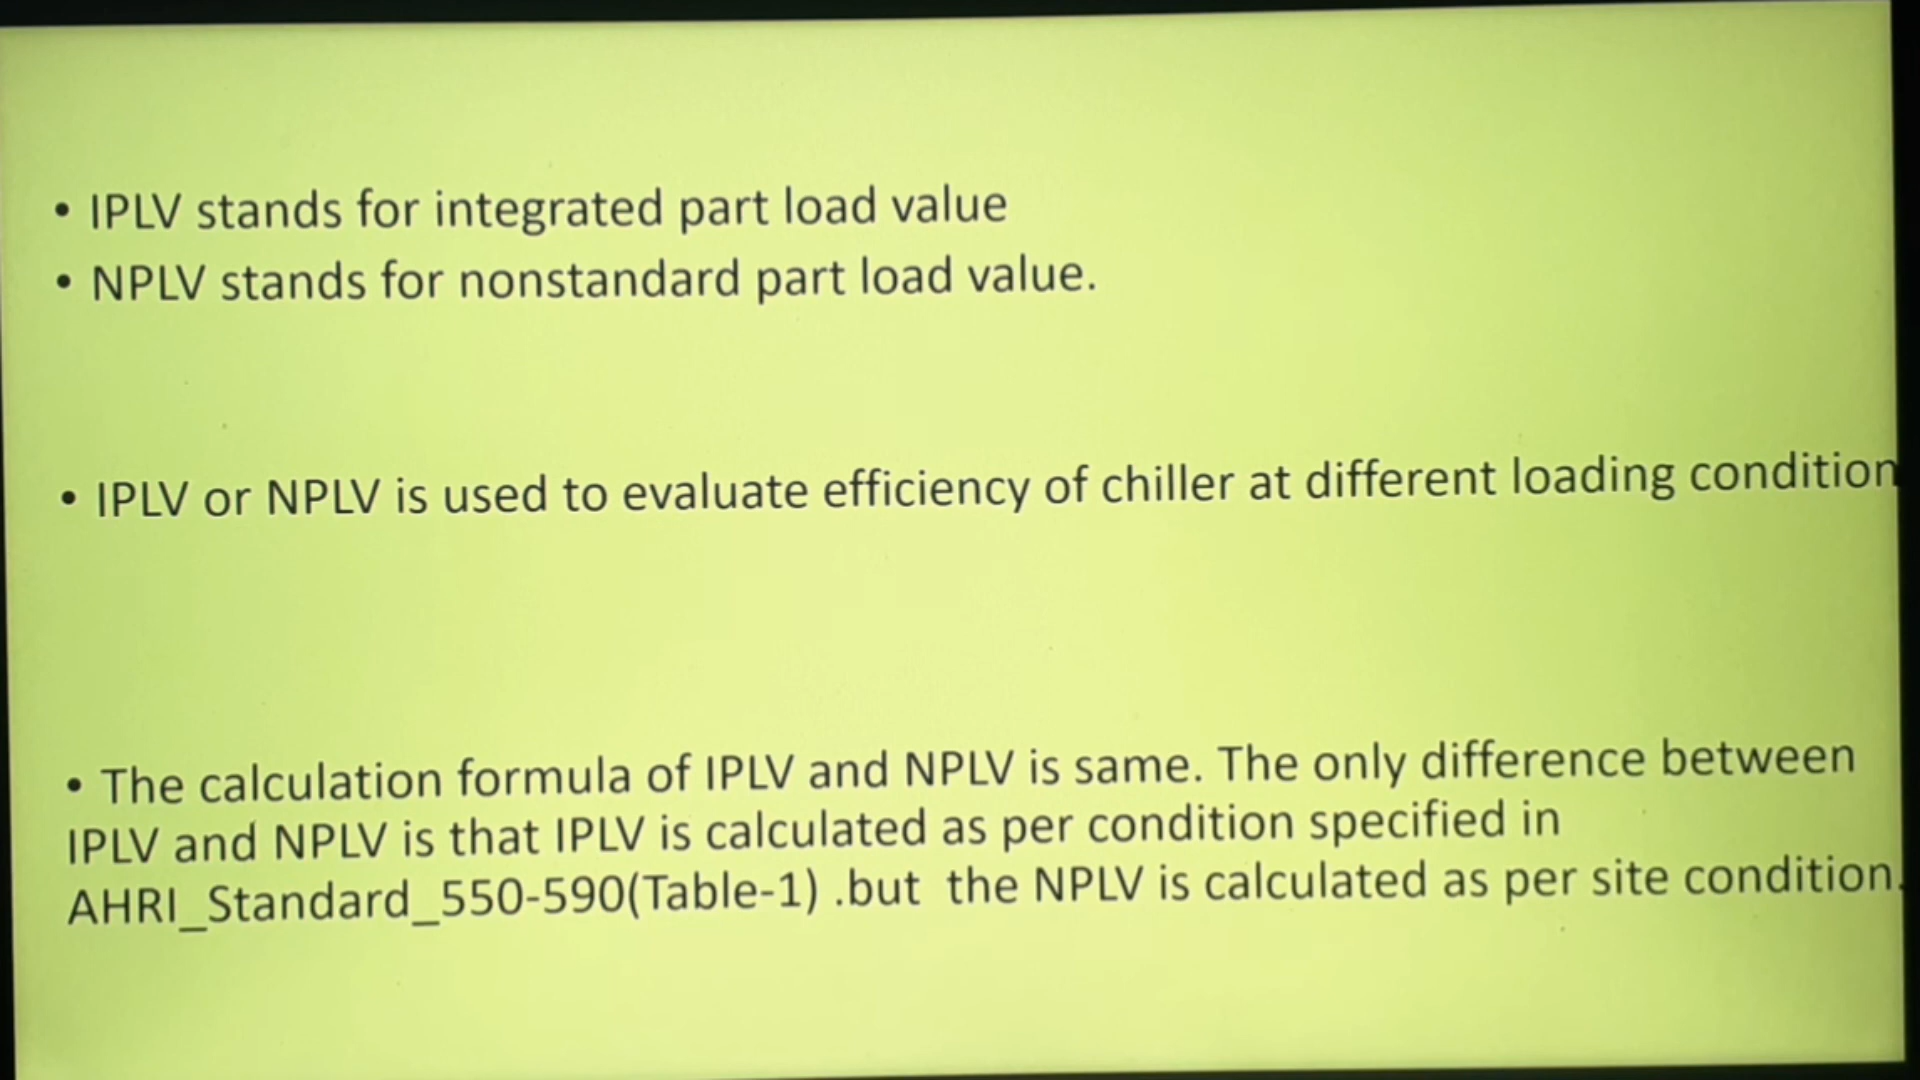 • IPLV stands for integrated part load value
• NPLV stands for nonstandard part load value.
• IPLV or NPLV is used to evaluate efficiency of chiller at different loading condition
• The calculation formula of IPLV and NPLV is same. The only difference between
IPLV and NPLV is that IPLV is calculated as per condition specified in
AHRI_Standard_550-590(Table-1) .but the NPLV is calculated as per site condition.